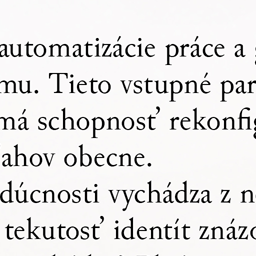 automatizácie práce a
mu. Tieto vstupné par
má schopnosť rekonfig
ahov obecne.
dúcnosti vychádza z n
tekutosť identít znázo